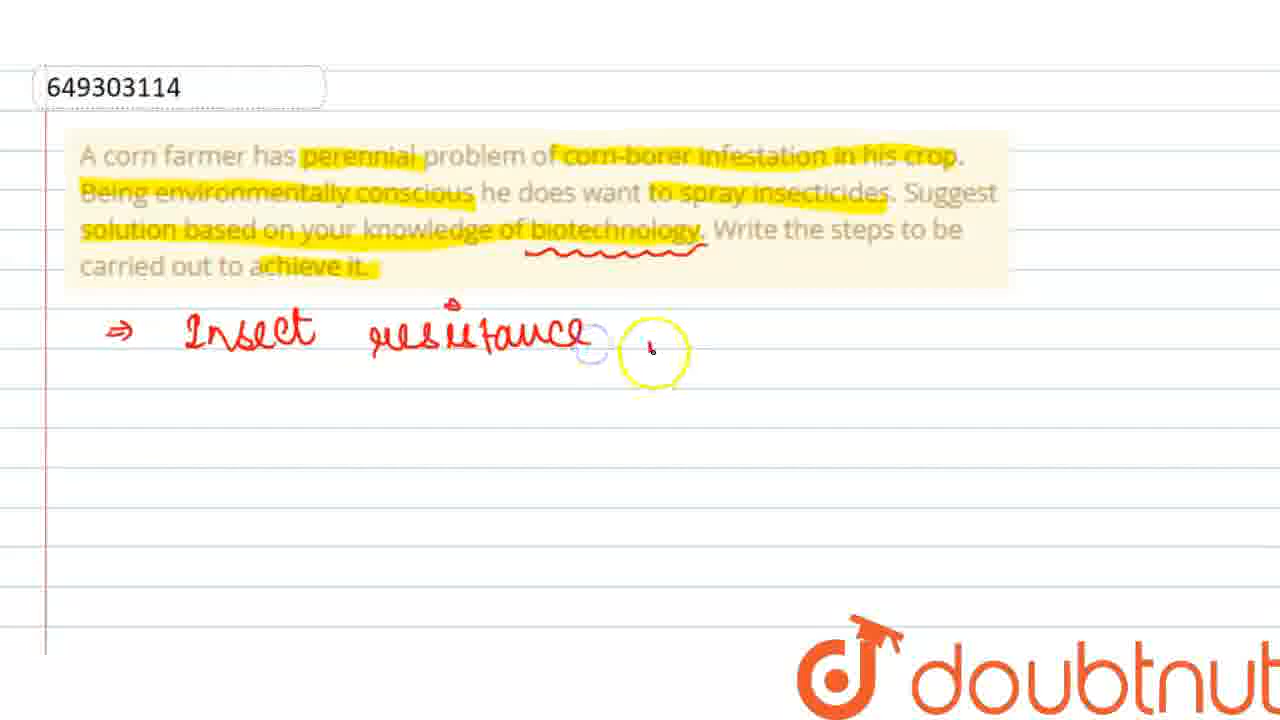 649303114
A corn farmer has perennial problem of corn-borer infestation in his crop.
Being environmentally conscious he does want to spray insecticides. Suggest
solution based on your knowledge of biotechnology. Write the steps to be
carried out to achieve it.
⇒ Insect resistance
doubtnut